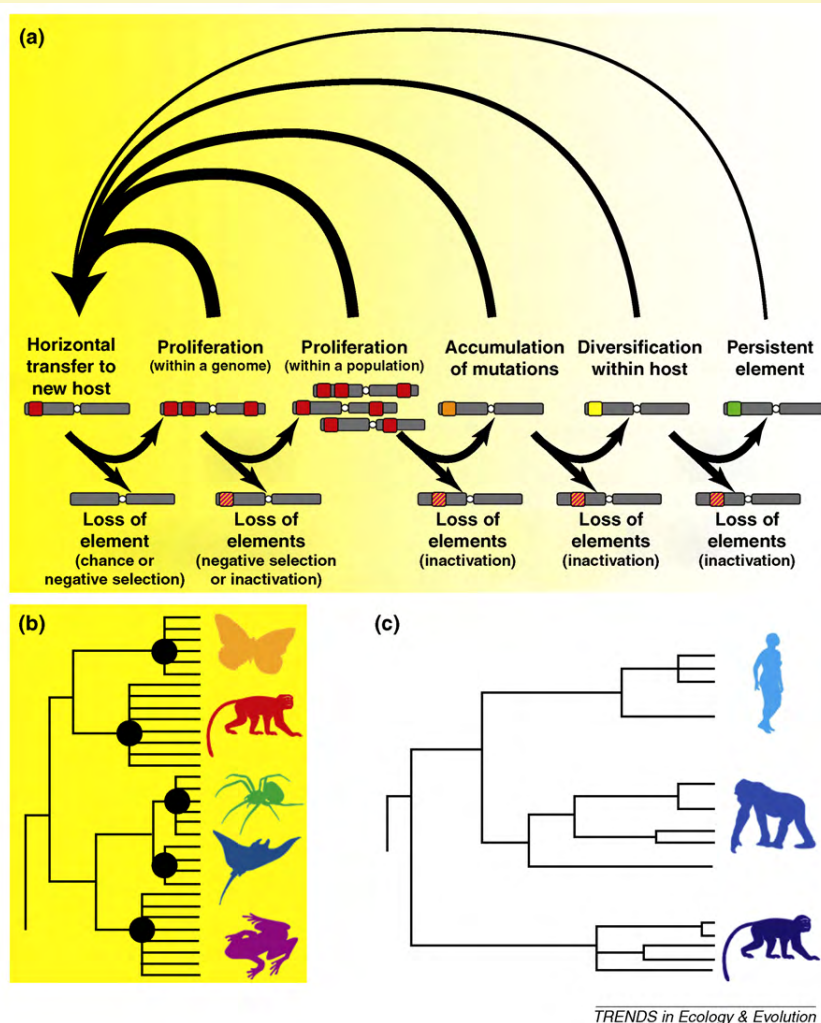 (a)
Horizontal
transfer to
new host
Proliferation
(within a genome)
Proliferation
(within a population)
Accumulation
of mutations
Diversification
within host
Persistent
element
Loss of
element
(chance or
negative selection)
Loss of
elements
(negative selection
or inactivation)
Loss of
elements
(inactivation)
Loss of
elements
(inactivation)
Loss of
elements
(inactivation)
(b)
(c)
TRENDS in Ecology & Evolution